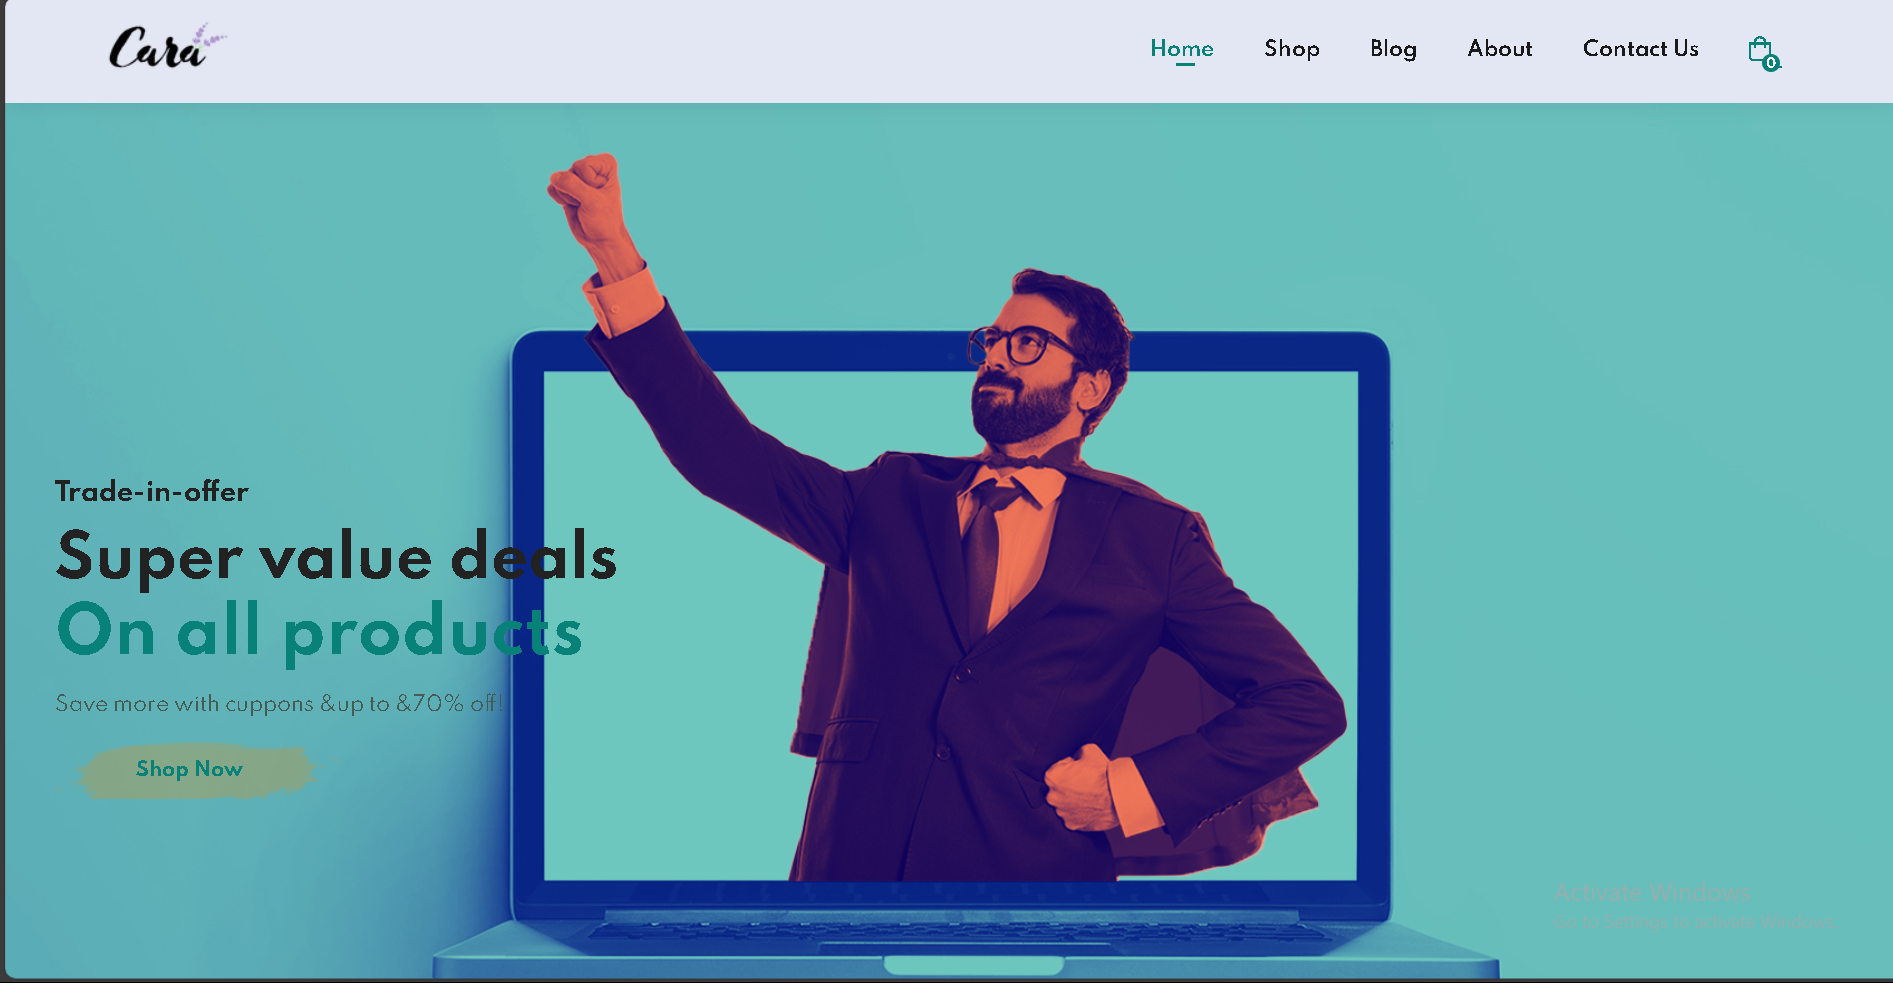 Cara
Home Shop Blog About Contact Us 0
Trade-in-offer
Super value deals
On all products
Save more with cuppons &up to &70% off!
Shop Now
Activate Windows
Go to Settings to activate Windows.